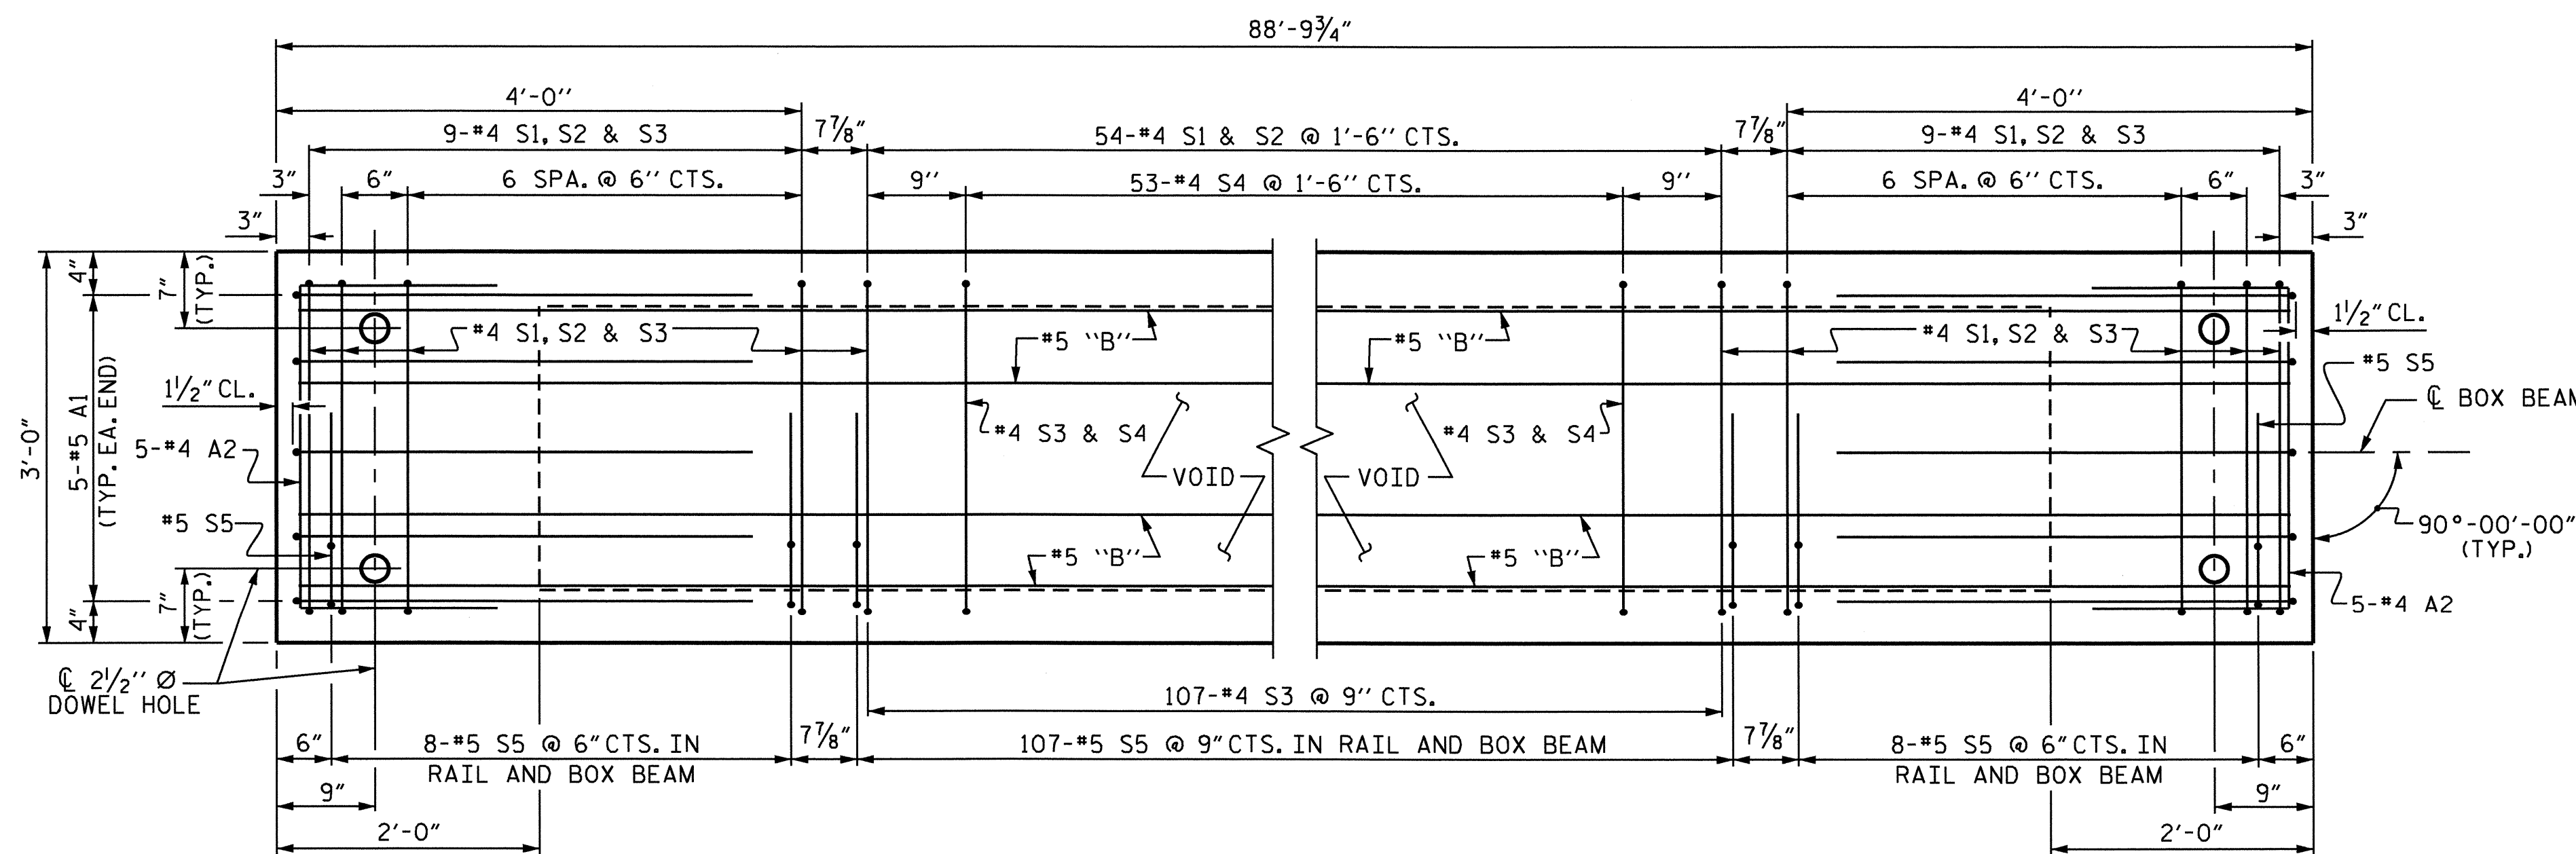 88'-9¾"
4'-0"
4'-0"
9-#4 S1, S2 & S3
7⅞"
54-#4 S1 & S2 @ 1'-6" CTS.
7⅞"
9-#4 S1, S2 & S3
3"
6"
6 SPA. @ 6" CTS.
9"
53-#4 S4 @ 1'-6" CTS.
9"
6 SPA. @ 6" CTS.
6"
3"
3"
3"
4"
7"
(TYP.)
#4 S1, S2 & S3
#5 "B"
#5 "B"
#4 S1, S2 & S3
1½" CL.
#5 S5
℄ BOX BEAM
1½" CL.
3'-0"
5-#5 A1
(TYP. EA. END)
5-#4 A2
#4 S3 & S4
#4 S3 & S4
VOID
VOID
#5 S5
#5 "B"
#5 "B"
90°-00'-00"
(TYP.)
4"
7"
(TYP.)
5-#4 A2
℄ 2½" Ø
DOWEL HOLE
107-#4 S3 @ 9" CTS.
6"
8-#5 S5 @ 6" CTS. IN
RAIL AND BOX BEAM
7⅞"
107-#5 S5 @ 9" CTS. IN RAIL AND BOX BEAM
7⅞"
8-#5 S5 @ 6" CTS. IN
RAIL AND BOX BEAM
6"
9"
9"
2'-0"
2'-0"